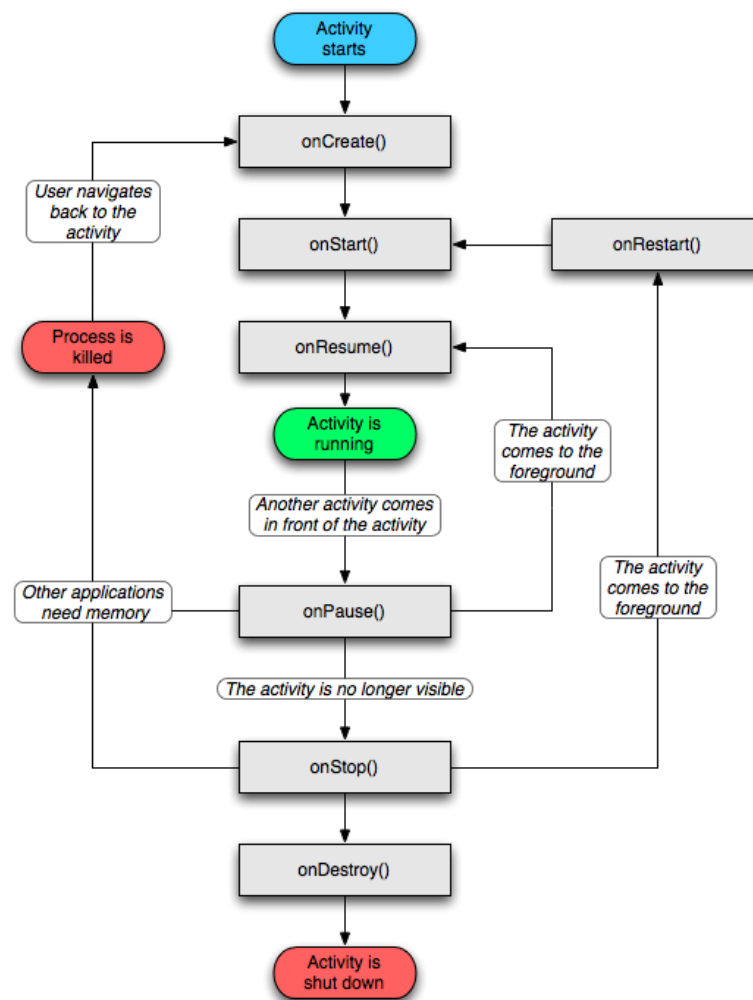 Activity
starts
onCreate()
User navigates
back to the
activity
onStart()
onRestart()
Process is
killed
onResume()
Activity is
running
The activity
comes to the
foreground
Another activity comes
in front of the activity
Other applications
need memory
onPause()
The activity
comes to the
foreground
The activity is no longer visible
onStop()
onDestroy()
Activity is
shut down